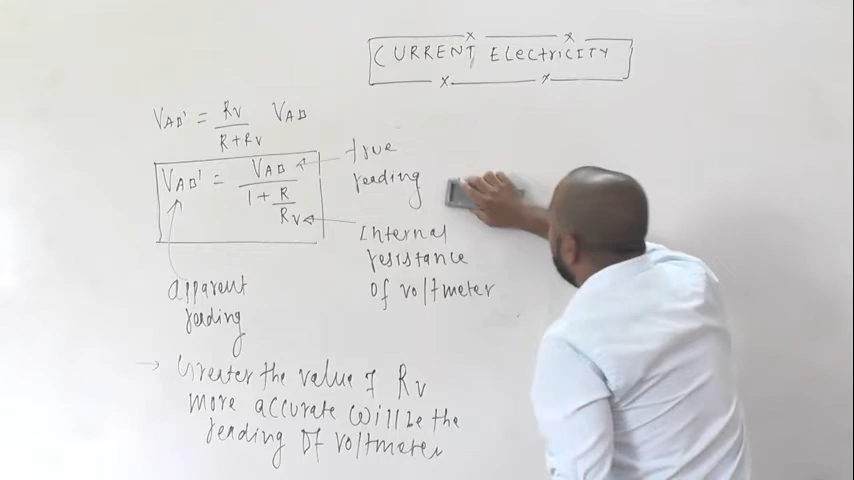 CURRENT ELECTRICITY
VAB' = RV / R+RV VAB
VAB' = VAB / 1 + R / RV
true
reading
Internal
resistance
of voltmeter
apparent
reading
→ Greater the value of RV
more accurate will be the
reading of voltmeter